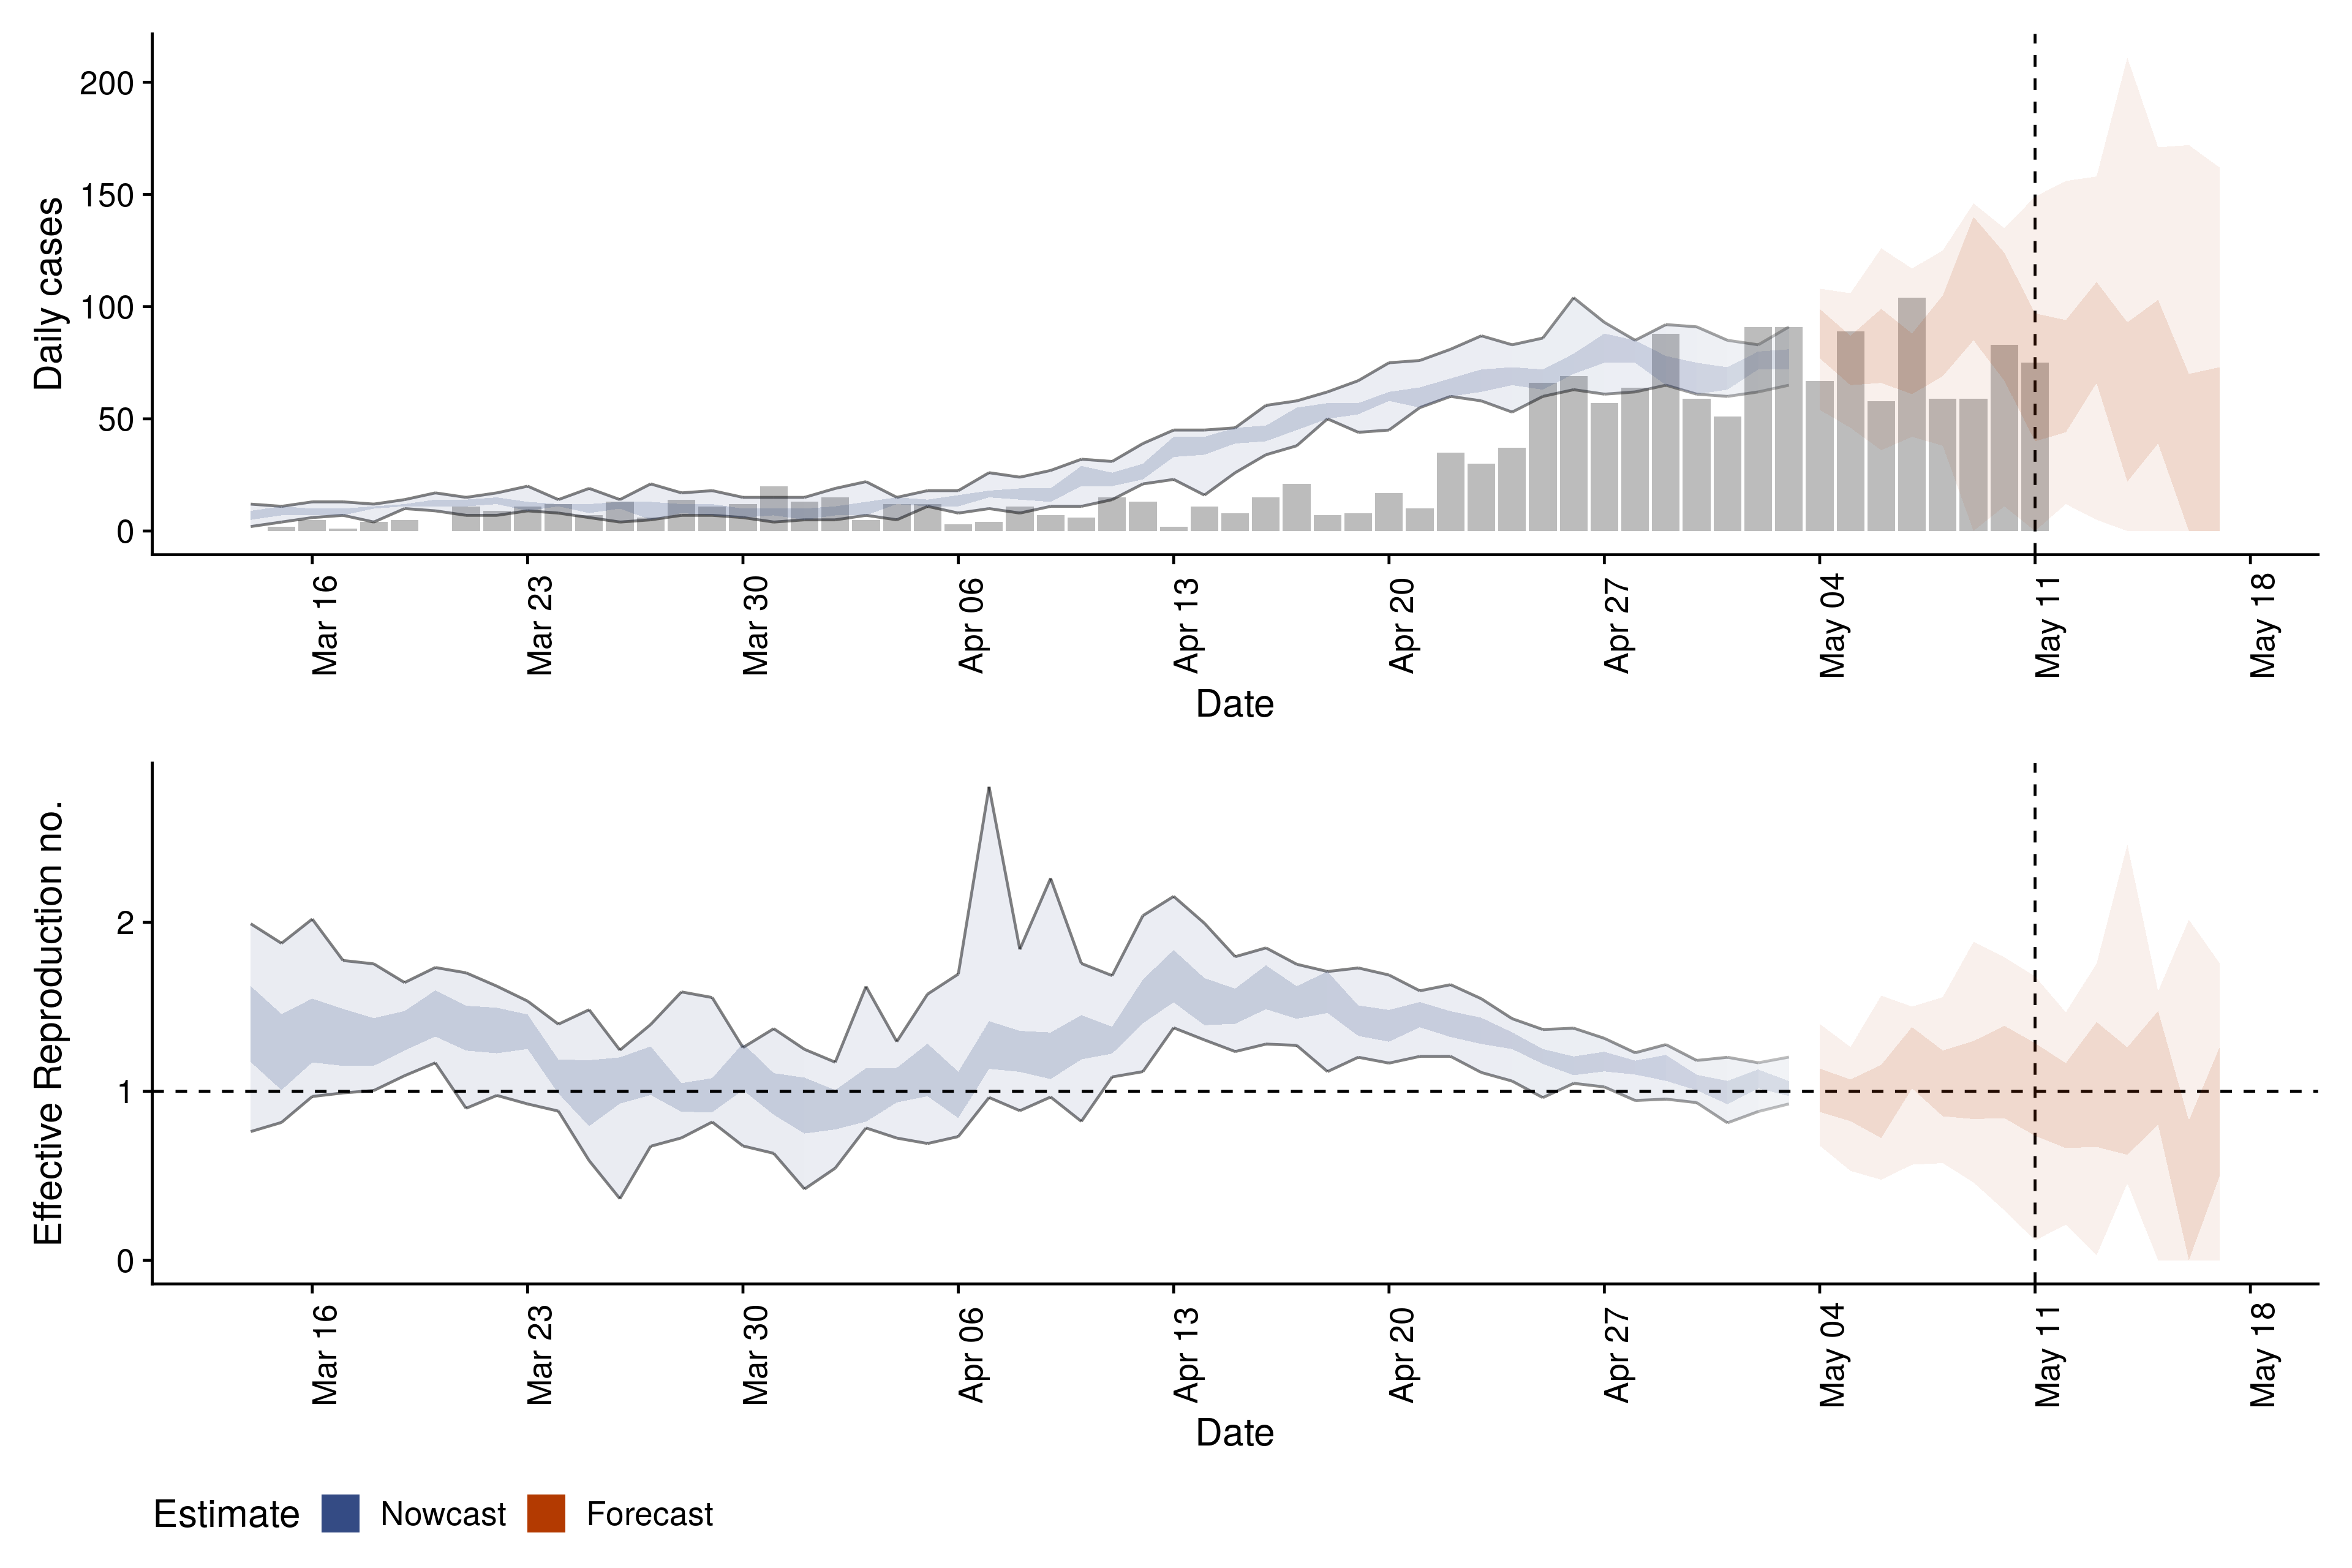 Daily cases
200
150
100
50
0
Mar 16
Mar 23
Mar 30
Apr 06
Apr 13
Apr 20
Apr 27
May 04
May 11
May 18
Date
Effective Reproduction no.
2
1
0
Mar 16
Mar 23
Mar 30
Apr 06
Apr 13
Apr 20
Apr 27
May 04
May 11
May 18
Date
Estimate Nowcast Forecast